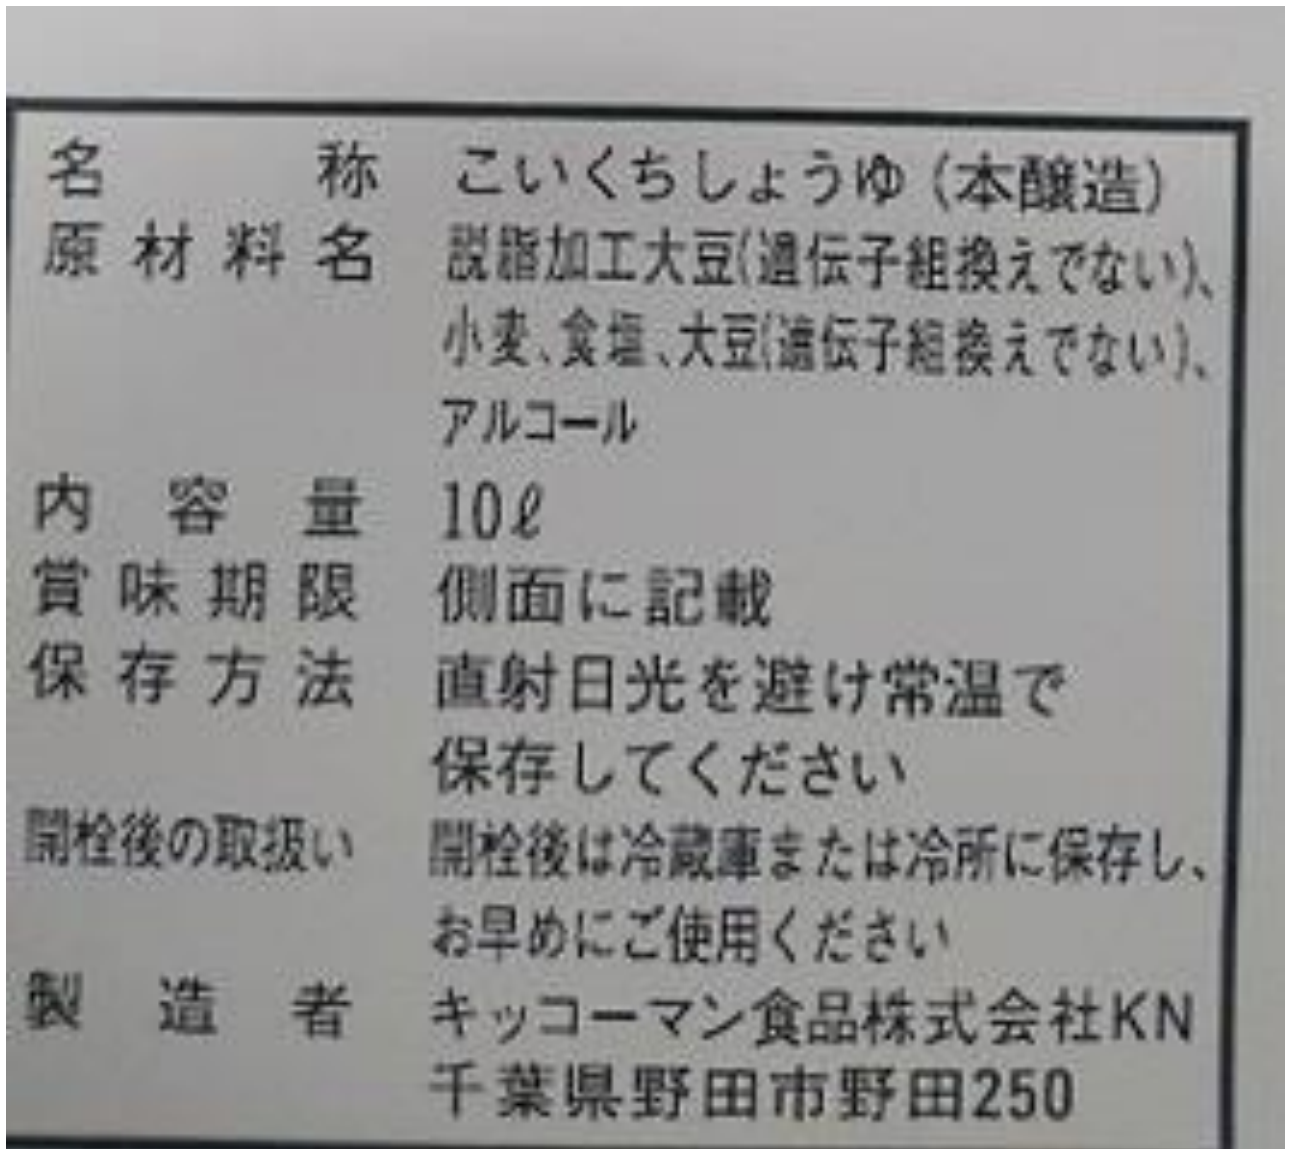 名称 こいくちしょうゆ(本醸造)
原材料名 脱脂加工大豆(遺伝子組換えでない)、
小麦、食塩、大豆(遺伝子組換えでない)、
アルコール
内容量 10ℓ
賞味期限 側面に記載
保存方法 直射日光を避け常温で
保存してください
開栓後の取扱い 開栓後は冷蔵庫または冷所に保存し、
お早めにご使用ください
製造者 キッコーマン食品株式会社KN
千葉県野田市野田250